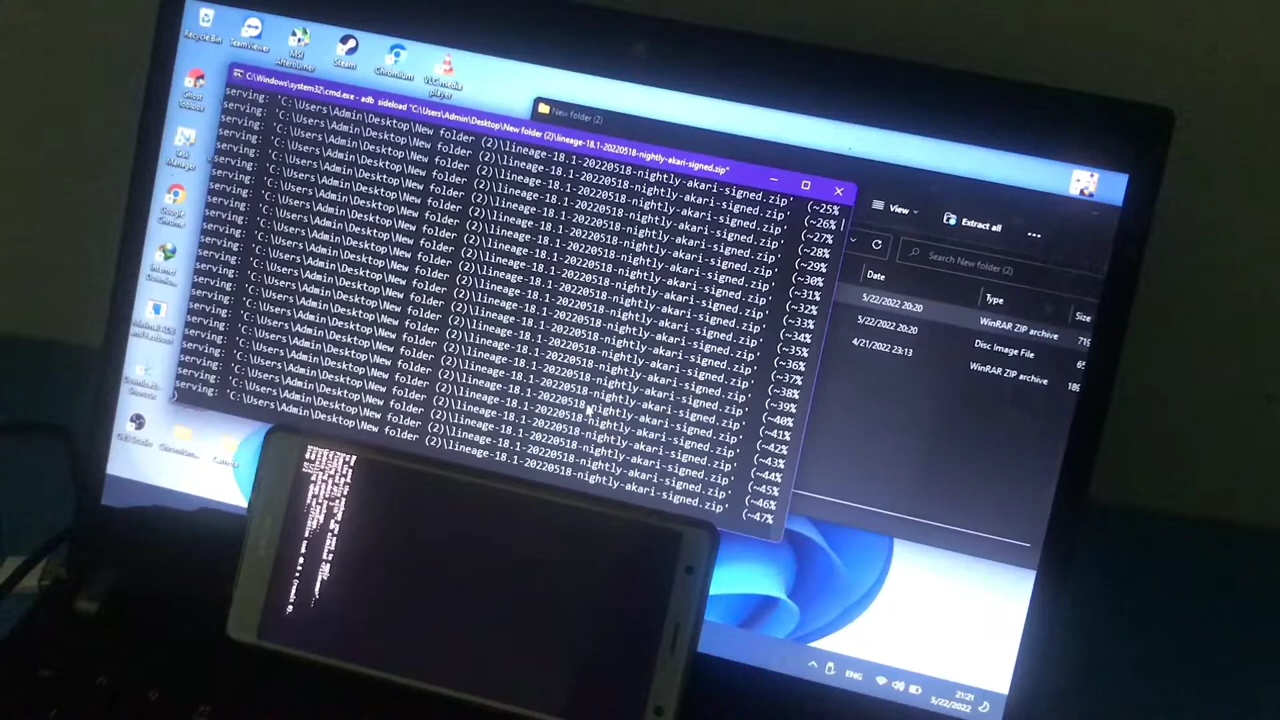 Recycle Bin
TeamViewer
MSI Afterburner
Steam
Chromium
VLC media player
Ghost Toolbox
Task Manager
Google Chrome
Internet Downloa...
Minimal ADB and Fastboot
C:\Windows\system32\cmd.exe - adb sideload "C:\Users\Admin\Desktop\New folder (2)\lineage-18.1-20220518-nightly-akari-signed.zip"
serving: 'C:\Users\Admin\Desktop\New folder (2)\lineage-18.1-20220518-nightly-akari-signed.zip' (~25%
serving: 'C:\Users\Admin\Desktop\New folder (2)\lineage-18.1-20220518-nightly-akari-signed.zip' (~26%
serving: 'C:\Users\Admin\Desktop\New folder (2)\lineage-18.1-20220518-nightly-akari-signed.zip' (~27%
serving: 'C:\Users\Admin\Desktop\New folder (2)\lineage-18.1-20220518-nightly-akari-signed.zip' (~28%
serving: 'C:\Users\Admin\Desktop\New folder (2)\lineage-18.1-20220518-nightly-akari-signed.zip' (~29%
serving: 'C:\Users\Admin\Desktop\New folder (2)\lineage-18.1-20220518-nightly-akari-signed.zip' (~30%
serving: 'C:\Users\Admin\Desktop\New folder (2)\lineage-18.1-20220518-nightly-akari-signed.zip' (~31%
serving: 'C:\Users\Admin\Desktop\New folder (2)\lineage-18.1-20220518-nightly-akari-signed.zip' (~32%
serving: 'C:\Users\Admin\Desktop\New folder (2)\lineage-18.1-20220518-nightly-akari-signed.zip' (~33%
serving: 'C:\Users\Admin\Desktop\New folder (2)\lineage-18.1-20220518-nightly-akari-signed.zip' (~34%
serving: 'C:\Users\Admin\Desktop\New folder (2)\lineage-18.1-20220518-nightly-akari-signed.zip' (~35%
serving: 'C:\Users\Admin\Desktop\New folder (2)\lineage-18.1-20220518-nightly-akari-signed.zip' (~36%
serving: 'C:\Users\Admin\Desktop\New folder (2)\lineage-18.1-20220518-nightly-akari-signed.zip' (~37%
serving: 'C:\Users\Admin\Desktop\New folder (2)\lineage-18.1-20220518-nightly-akari-signed.zip' (~38%
serving: 'C:\Users\Admin\Desktop\New folder (2)\lineage-18.1-20220518-nightly-akari-signed.zip' (~39%
serving: 'C:\Users\Admin\Desktop\New folder (2)\lineage-18.1-20220518-nightly-akari-signed.zip' (~40%
serving: 'C:\Users\Admin\Desktop\New folder (2)\lineage-18.1-20220518-nightly-akari-signed.zip' (~41%
serving: 'C:\Users\Admin\Desktop\New folder (2)\lineage-18.1-20220518-nightly-akari-signed.zip' (~42%
serving: 'C:\Users\Admin\Desktop\New folder (2)\lineage-18.1-20220518-nightly-akari-signed.zip' (~43%
serving: 'C:\Users\Admin\Desktop\New folder (2)\lineage-18.1-20220518-nightly-akari-signed.zip' (~44%
serving: 'C:\Users\Admin\Desktop\New folder (2)\lineage-18.1-20220518-nightly-akari-signed.zip' (~45%
serving: 'C:\Users\Admin\Desktop\New folder (2)\lineage-18.1-20220518-nightly-akari-signed.zip' (~46%
serving: 'C:\Users\Admin\Desktop\New folder (2)\lineage-18.1-20220518-nightly-akari-signed.zip' (~47%
)
New folder (2)
View
Extract all
Search New folder (2)
Date Type Size
5/22/2022 20:20 WinRAR ZIP archive
5/22/2022 20:20 Disc Image File
4/21/2022 23:13 WinRAR ZIP archive
OBS Studio
Chromium...
Camera
ENG
21:21
5/22/2022